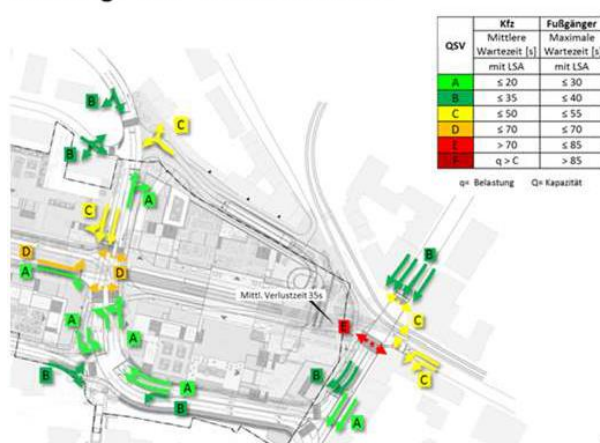 Kfz Fußgänger
QSV Mittlere Wartezeit [s] Maximale Wartezeit [s]
mit LSA mit LSA
A ≤ 20 ≤ 30
B ≤ 35 ≤ 40
C ≤ 50 ≤ 55
D ≤ 70 ≤ 70
E > 70 ≤ 85
F q > C > 85
q= Belastung Q= Kapazität
B
C
B
A
C
B
D
A
D
Mittl. Verlustzeit 35s
E
C
A
A
B
A
B
C
B
A